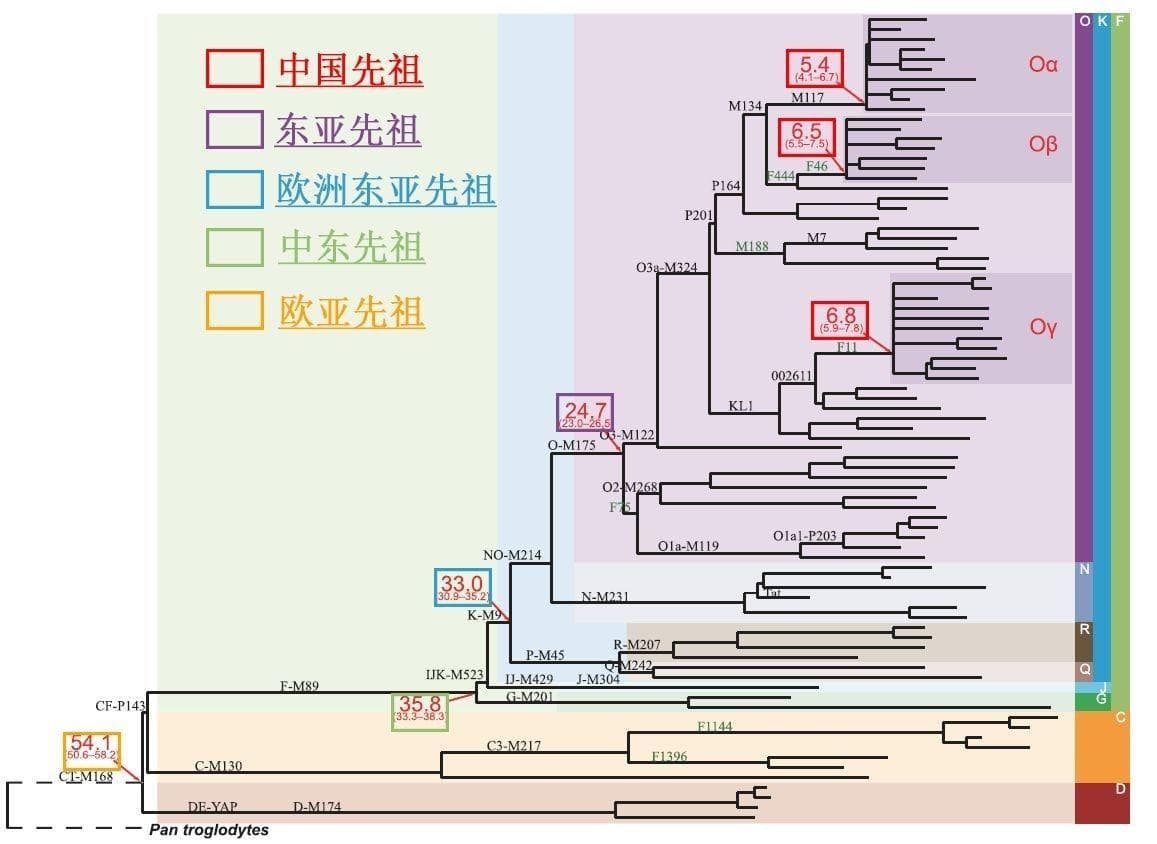 O K F
中国先祖
5.4
(4.1–6.7)
Oα
M117
M134
东亚先祖
6.5
(5.5–7.5)
Oβ
F46
F444
欧洲东亚先祖
P164
P201
M7
M188
中东先祖
O3a-M324
欧亚先祖
6.8
(5.9–7.8)
Oγ
F11
002611
KL1
24.7
(23.0–26.5)
O3-M122
O-M175
O2-M268
F75
O1a1-P203
O1a-M119
NO-M214
N
33.0
30.9–35.2)
Tat
N-M231
K-M9
R
R-M207
P-M45
Q-M242
Q
IJK-M523
IJ-M429
J-M304
J
F-M89
G-M201
G
35.8
(33.3–38.3)
CF-P143
C
F1144
54.1
50.6–58.2)
C3-M217
F1396
C-M130
CT-M168
D
DE-YAP
D-M174
Pan troglodytes